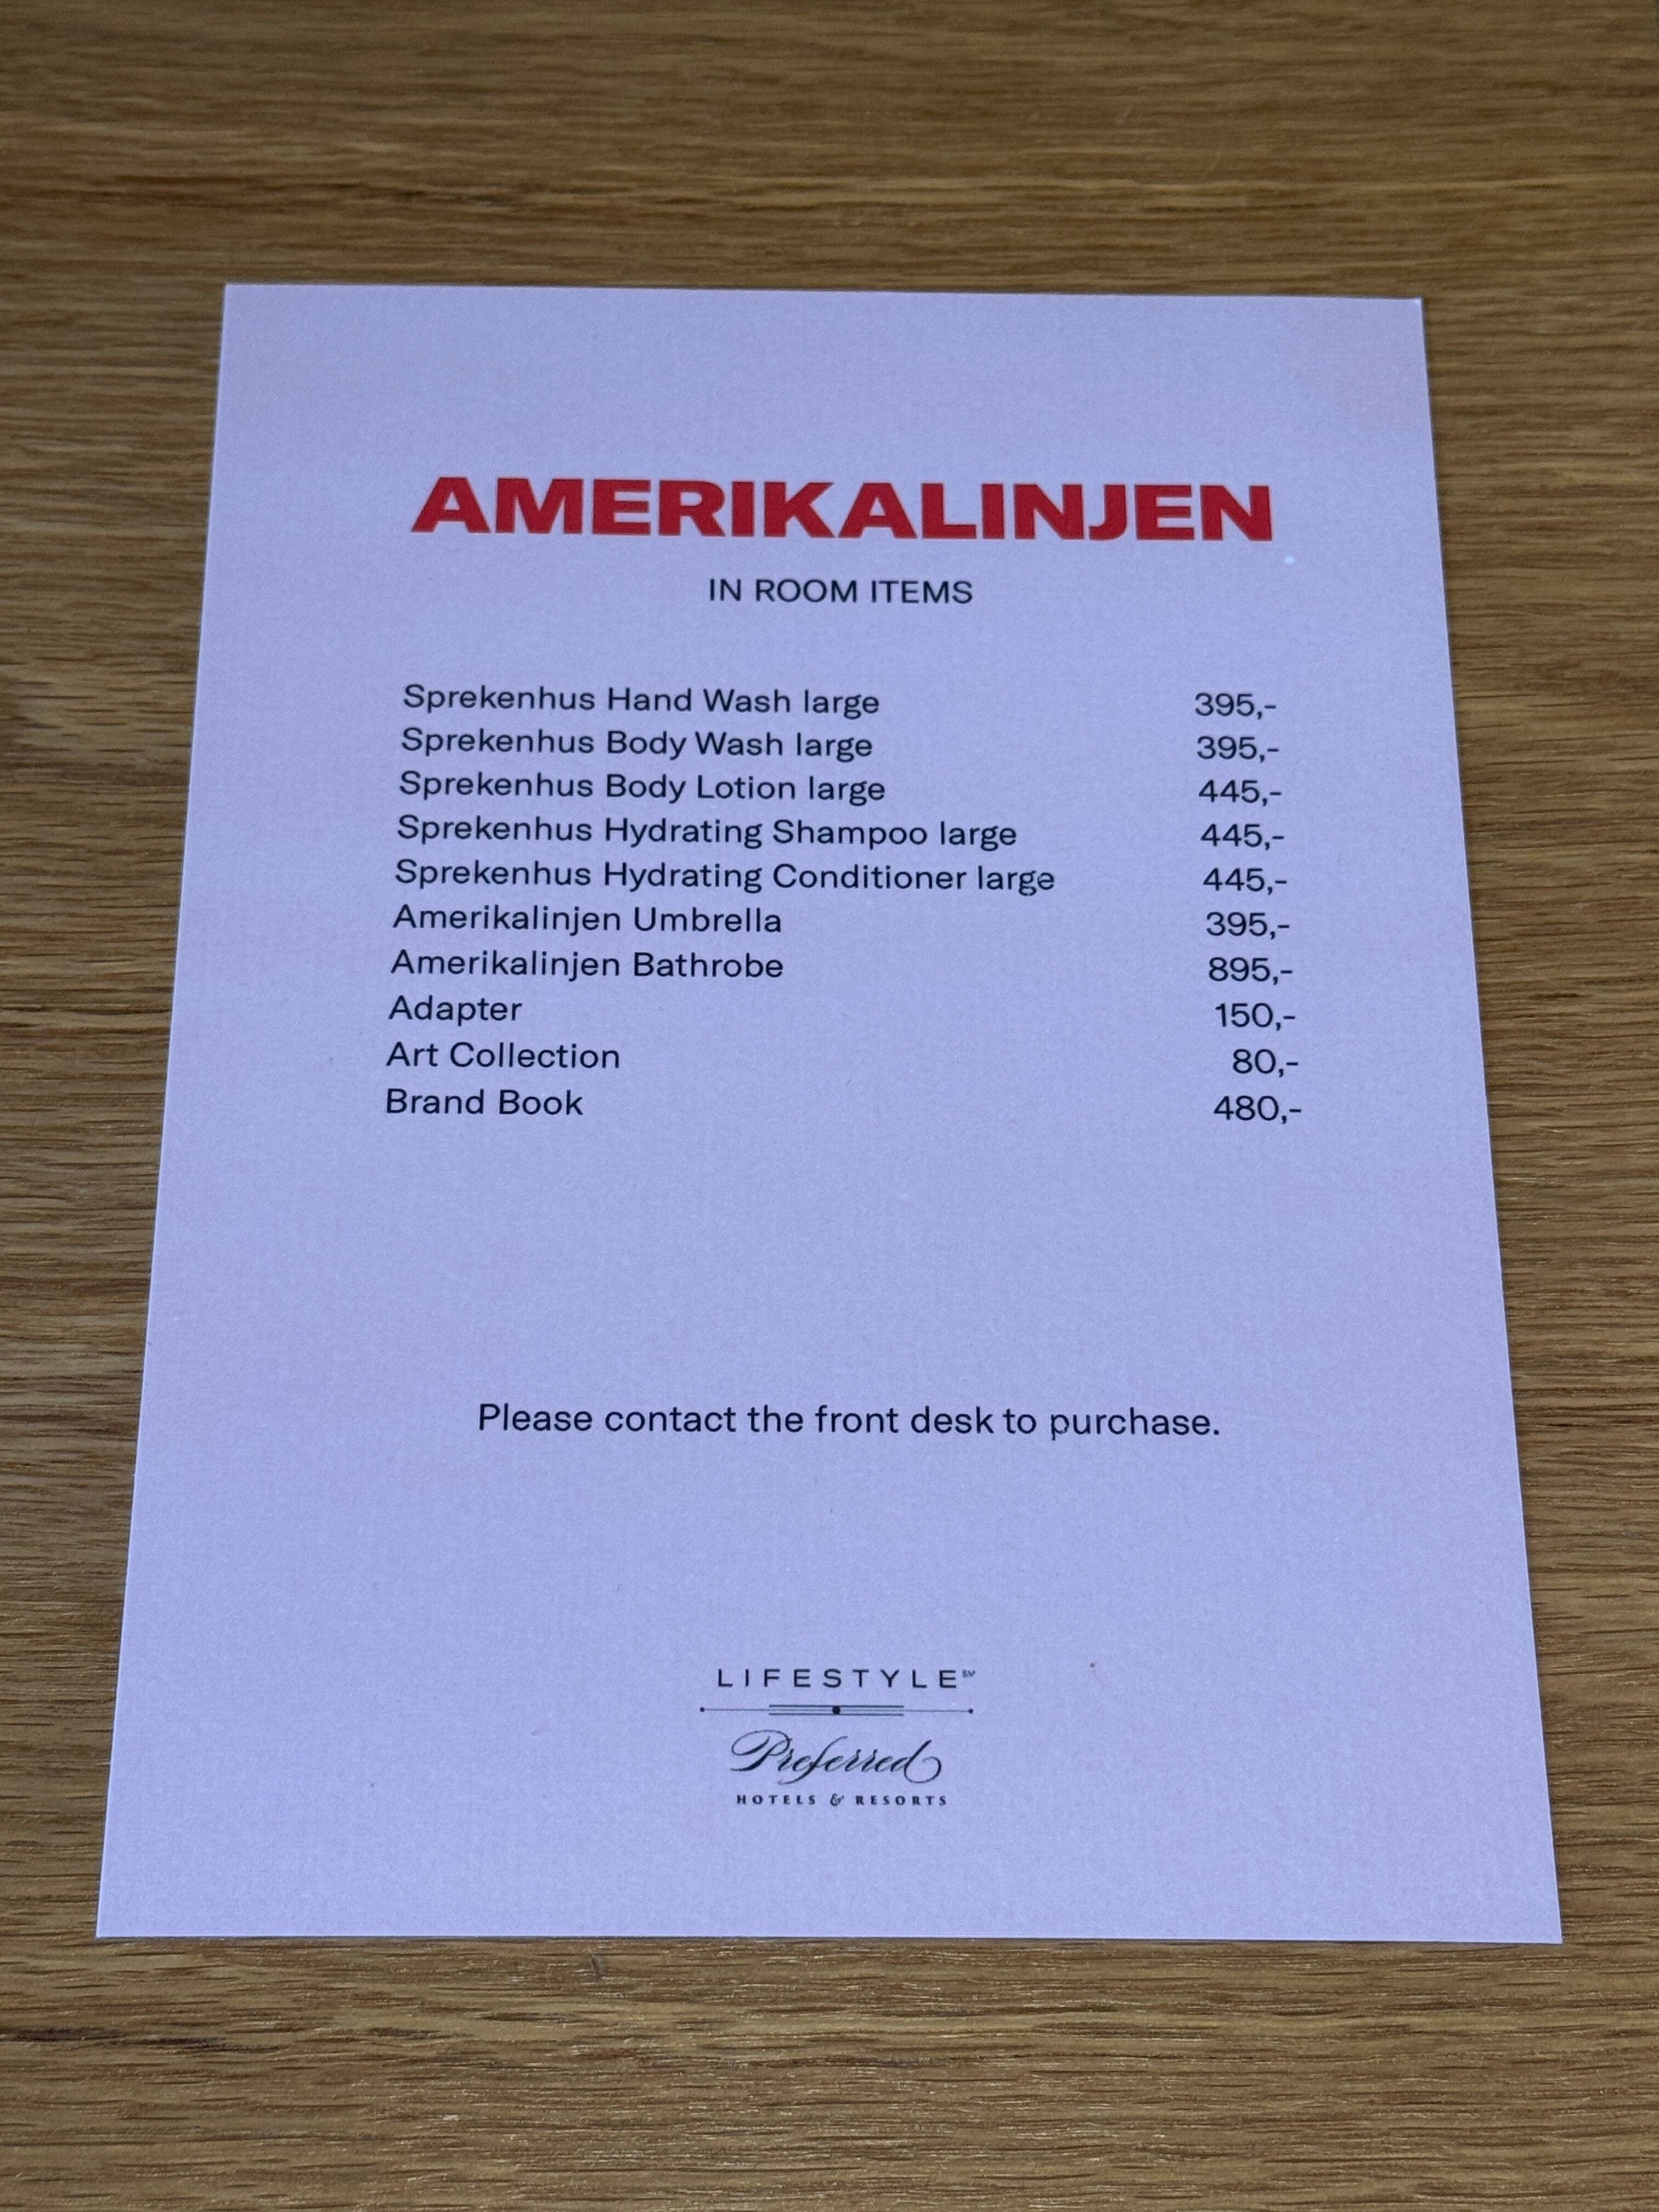 AMERIKALINJEN
IN ROOM ITEMS
Sprekenhus Hand Wash large 395,-
Sprekenhus Body Wash large 395,-
Sprekenhus Body Lotion large 445,-
Sprekenhus Hydrating Shampoo large 445,-
Sprekenhus Hydrating Conditioner large 445,-
Amerikalinjen Umbrella 395,-
Amerikalinjen Bathrobe 895,-
Adapter 150,-
Art Collection 80,-
Brand Book 480,-
Please contact the front desk to purchase.
LIFESTYLE℠
Preferred
HOTELS & RESORTS